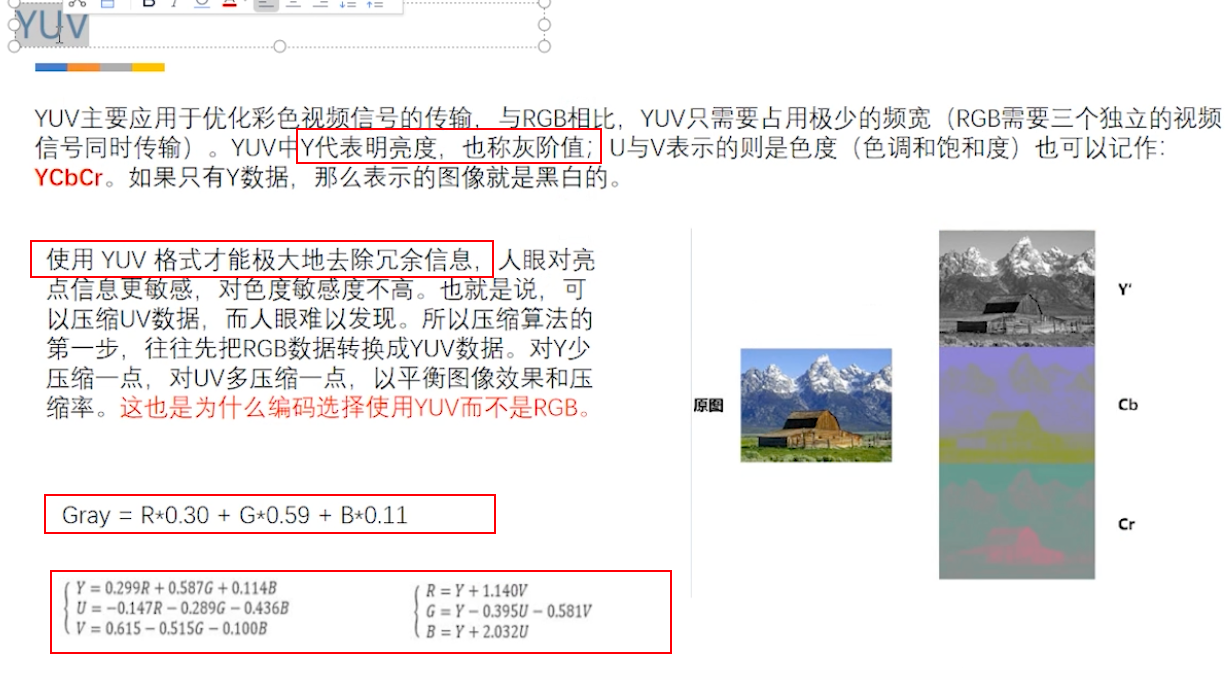 YUV
YUV主要应用于优化彩色视频信号的传输，与RGB相比，YUV只需要占用极少的频宽（RGB需要三个独立的视频
信号同时传输）。YUV中Y代表明亮度，也称灰阶值；U与V表示的则是色度（色调和饱和度）也可以记作：
YCbCr。如果只有Y数据，那么表示的图像就是黑白的。
使用 YUV 格式才能极大地去除冗余信息，人眼对亮
点信息更敏感，对色度敏感度不高。也就是说，可
以压缩UV数据，而人眼难以发现。所以压缩算法的
第一步，往往先把RGB数据转换成YUV数据。对Y少
压缩一点，对UV多压缩一点，以平衡图像效果和压
缩率。这也是为什么编码选择使用YUV而不是RGB。
Gray = R*0.30 + G*0.59 + B*0.11
Y = 0.299R + 0.587G + 0.114B
U = −0.147R − 0.289G − 0.436B
V = 0.615 − 0.515G − 0.100B
R = Y + 1.140V
G = Y − 0.395U − 0.581V
B = Y + 2.032U
原图
Y'
Cb
Cr